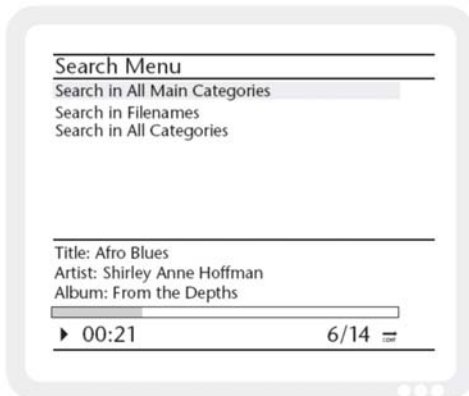 Search Menu
Search in All Main Categories
Search in Filenames
Search in All Categories
Title: Afro Blues
Artist: Shirley Anne Hoffman
Album: From the Depths
00:21 6/14